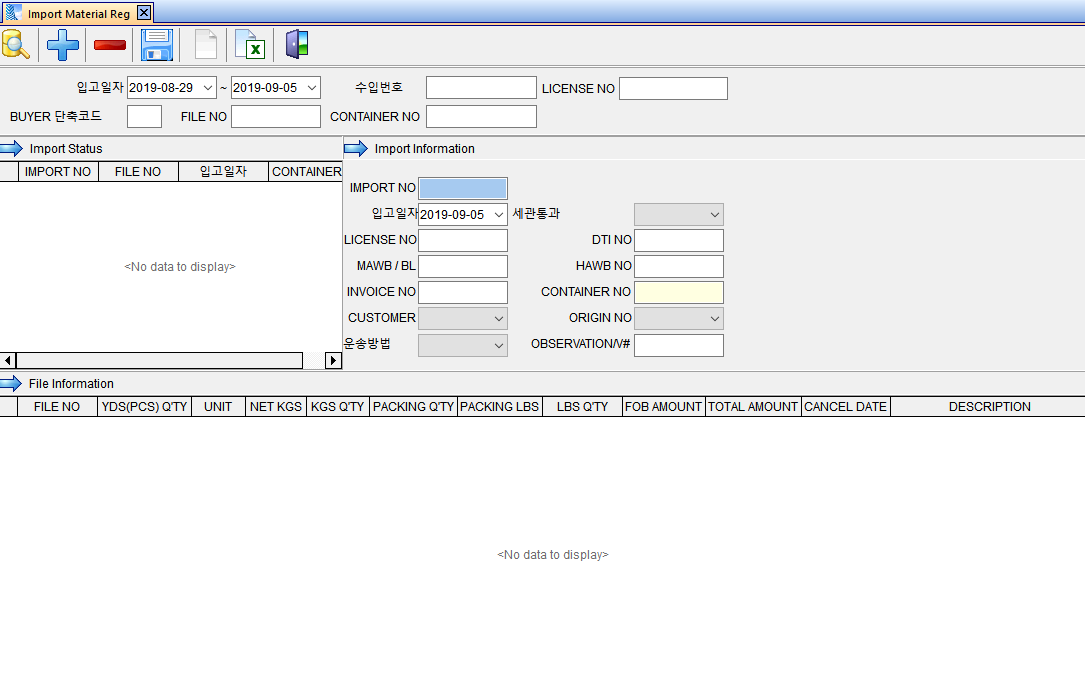 Import Material Reg
입고일자 2019-08-29 ~ 2019-09-05 수입번호 LICENSE NO
BUYER 단축코드 FILE NO CONTAINER NO
Import Status
IMPORT NO FILE NO 입고일자 CONTAINER
<No data to display>
Import Information
IMPORT NO
입고일자 2019-09-05 세관통과
LICENSE NO DTI NO
MAWB / BL HAWB NO
INVOICE NO CONTAINER NO
CUSTOMER ORIGIN NO
운송방법 OBSERVATION/V#
File Information
FILE NO YDS(PCS) Q'TY UNIT NET KGS KGS Q'TY PACKING Q'TY PACKING LBS LBS Q'TY FOB AMOUNT TOTAL AMOUNT CANCEL DATE DESCRIPTION
<No data to display>